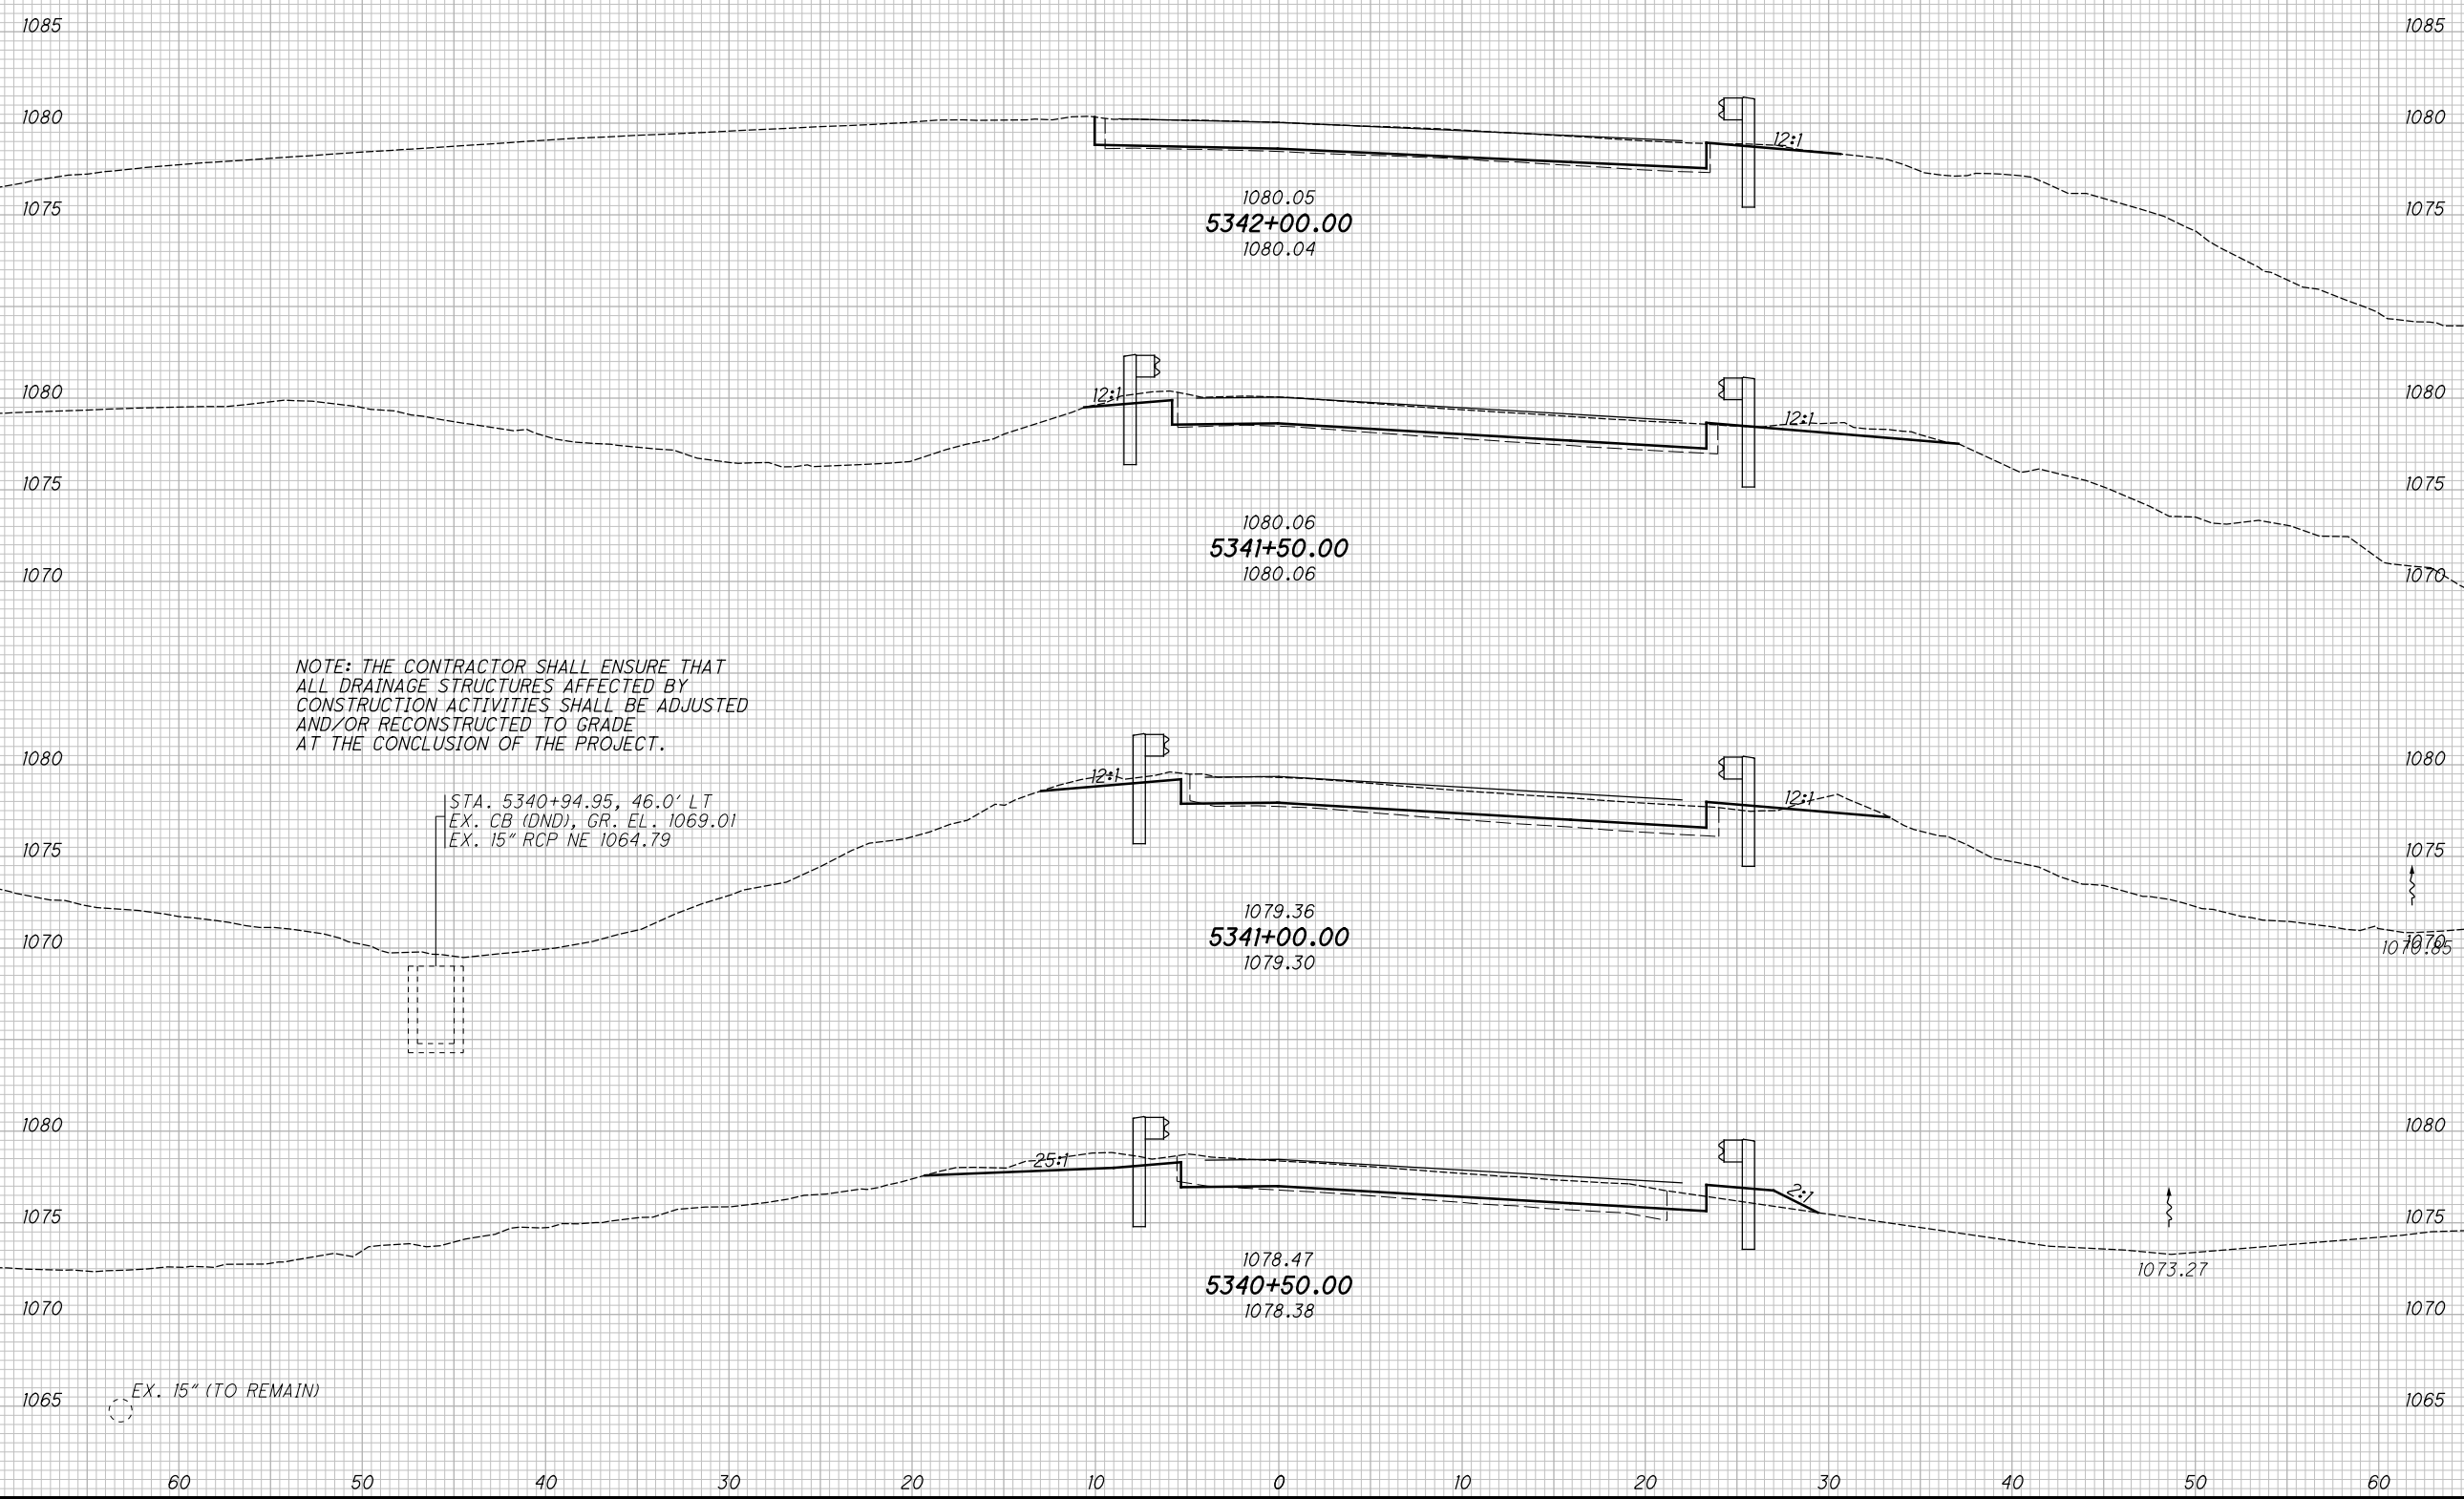 1085 1085
1080 1080
12:1
1075 1080.05 1075
5342+00.00
1080.04
1080 12:1 1080
12:1
1075 1075
1080.06
5341+50.00
1070 1080.06 1070
NOTE: THE CONTRACTOR SHALL ENSURE THAT
ALL DRAINAGE STRUCTURES AFFECTED BY
CONSTRUCTION ACTIVITIES SHALL BE ADJUSTED
AND/OR RECONSTRUCTED TO GRADE
AT THE CONCLUSION OF THE PROJECT.
1080 1080
12:1 12:1
STA. 5340+94.95, 46.0' LT
EX. CB (DND), GR. EL. 1069.01
EX. 15" RCP NE 1064.79
1075 1075
1079.36
5341+00.00
1079.30
1070 1070
1070.85
1080 1080
25:1
2:1
1075 1075
1078.47
5340+50.00
1078.38
1073.27
1070 1070
EX. 15" (TO REMAIN)
1065 1065
60 50 40 30 20 10 0 10 20 30 40 50 60